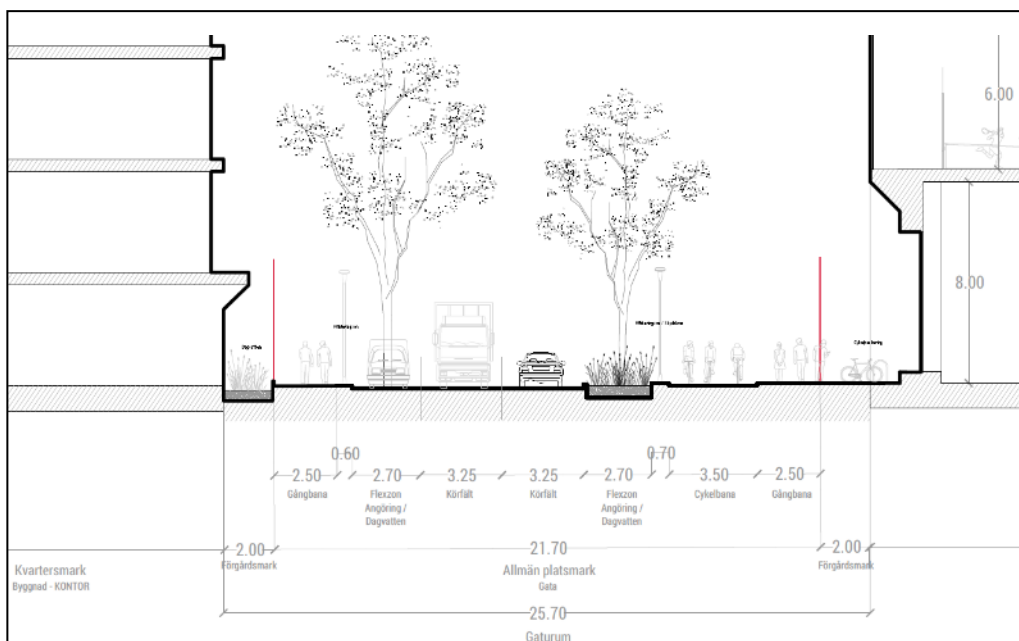 6.00
8.00
0.60
0.70
2.50
2.70
3.25
3.25
2.70
3.50
2.50
Gångbana
Flexzon
Angöring /
Dagvatten
Körfält
Körfält
Flexzon
Angöring /
Dagvatten
Cykelbana
Gångbana
2.00
21.70
2.00
Förgårdsmark
Allmän platsmark
Gata
Förgårdsmark
Kvartersmark
Byggnad - KONTOR
25.70
Gaturum